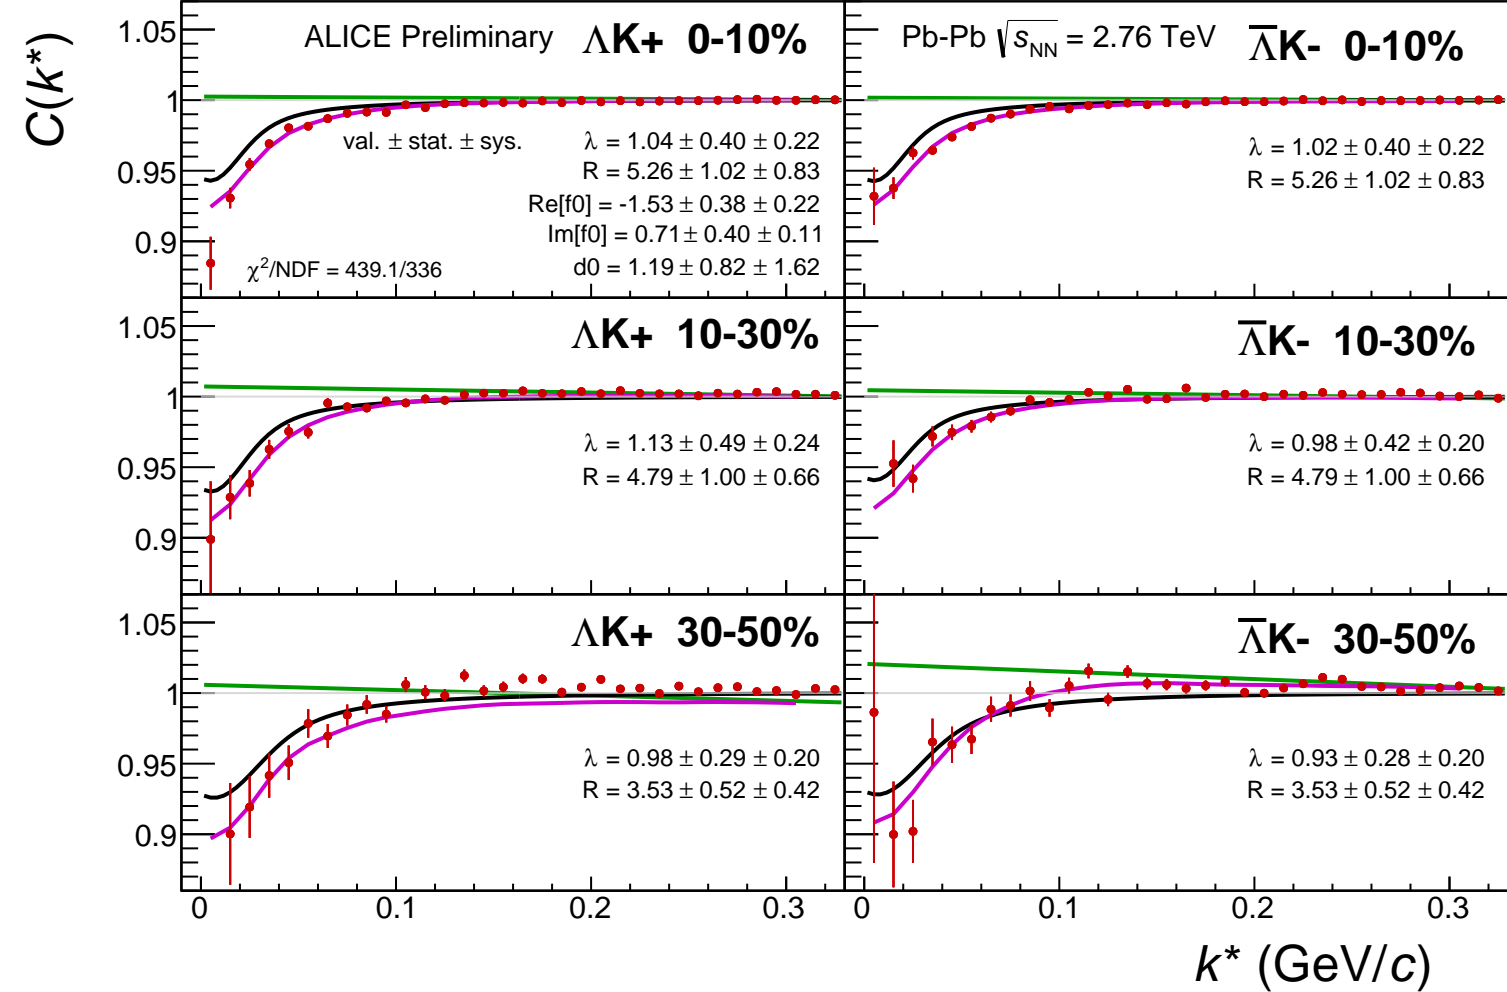 C(k*)
ALICE Preliminary ΛK+ 0-10%
1.05
1
0.95
0.9
val. ± stat. ± sys.
λ = 1.04 ± 0.40 ± 0.22
R = 5.26 ± 1.02 ± 0.83
Re[f0] = -1.53 ± 0.38 ± 0.22
Im[f0] = 0.71 ± 0.40 ± 0.11
d0 = 1.19 ± 0.82 ± 1.62
χ²/NDF = 439.1/336
Pb-Pb √s_NN = 2.76 TeV Λ̅K- 0-10%
λ = 1.02 ± 0.40 ± 0.22
R = 5.26 ± 1.02 ± 0.83
ΛK+ 10-30%
1.05
1
0.95
0.9
λ = 1.13 ± 0.49 ± 0.24
R = 4.79 ± 1.00 ± 0.66
Λ̅K- 10-30%
λ = 0.98 ± 0.42 ± 0.20
R = 4.79 ± 1.00 ± 0.66
ΛK+ 30-50%
1.05
1
0.95
0.9
λ = 0.98 ± 0.29 ± 0.20
R = 3.53 ± 0.52 ± 0.42
Λ̅K- 30-50%
λ = 0.93 ± 0.28 ± 0.20
R = 3.53 ± 0.52 ± 0.42
0 0.1 0.2 0.3 0 0.1 0.2 0.3
k* (GeV/c)